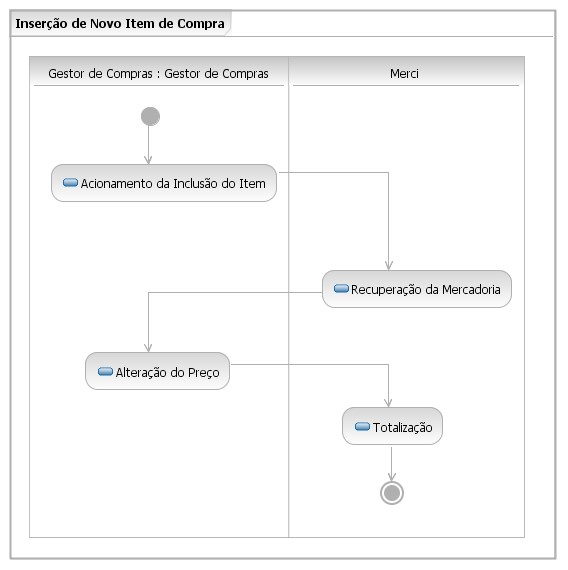 Inserção de Novo Item de Compra
Gestor de Compras : Gestor de Compras
Merci
Acionamento da Inclusão do Item
Recuperação da Mercadoria
Alteração do Preço
Totalização